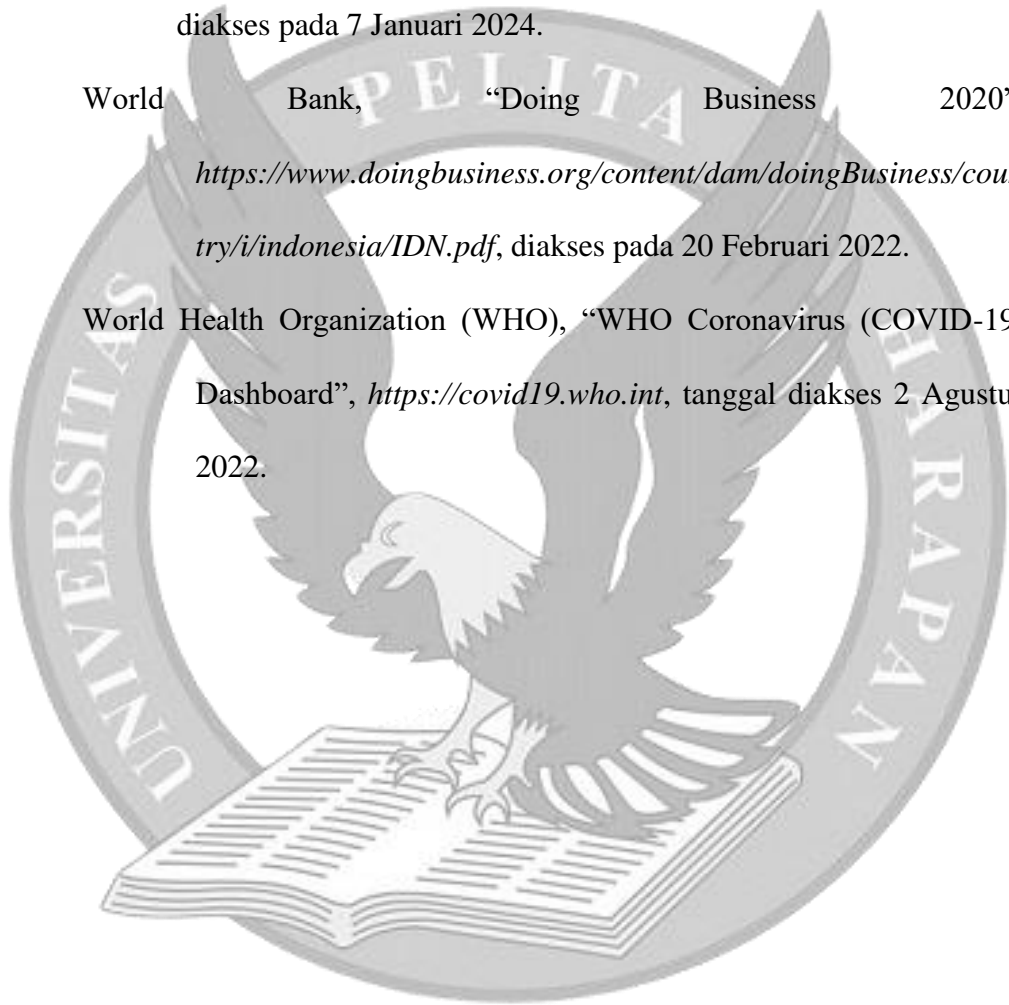 diakses pada 7 Januari 2024.
World Bank, “Doing Business 2020”
https://www.doingbusiness.org/content/dam/doingBusiness/cou
try/i/indonesia/IDN.pdf, diakses pada 20 Februari 2022.
World Health Organization (WHO), “WHO Coronavirus (COVID-19
Dashboard”, https://covid19.who.int, tanggal diakses 2 Agustu
2022.
UNIVERSITAS PELITA HARAPAN